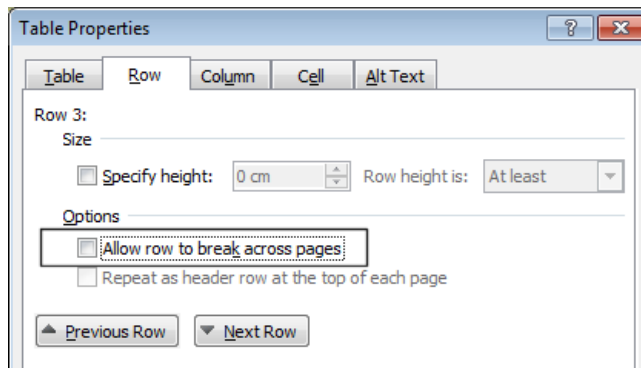 Table Properties
Table Row Column Cell Alt Text
Row 3:
Size
Specify height: 0 cm Row height is: At least
Options
Allow row to break across pages
Repeat as header row at the top of each page
Previous Row Next Row